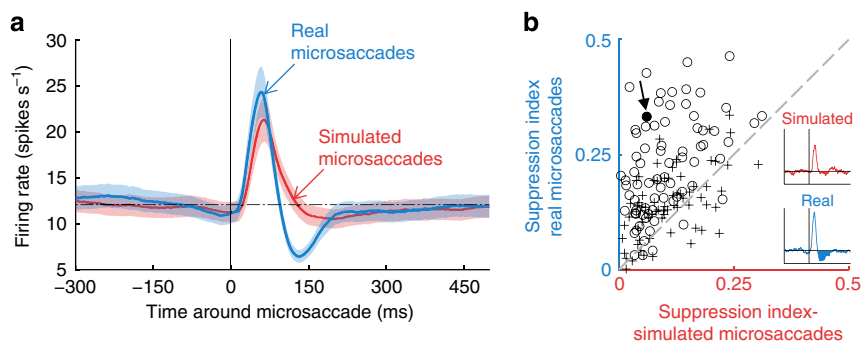 a
Firing rate (spikes s⁻¹)
30
25
20
15
10
5
−300
−150
0
150
300
450
Time around microsaccade (ms)
Real
microsaccades
Simulated
microsaccades
b
Suppression index
real microsaccades
0.5
0.25
0
0
0.25
0.5
Suppression index-
simulated microsaccades
Simulated
Real